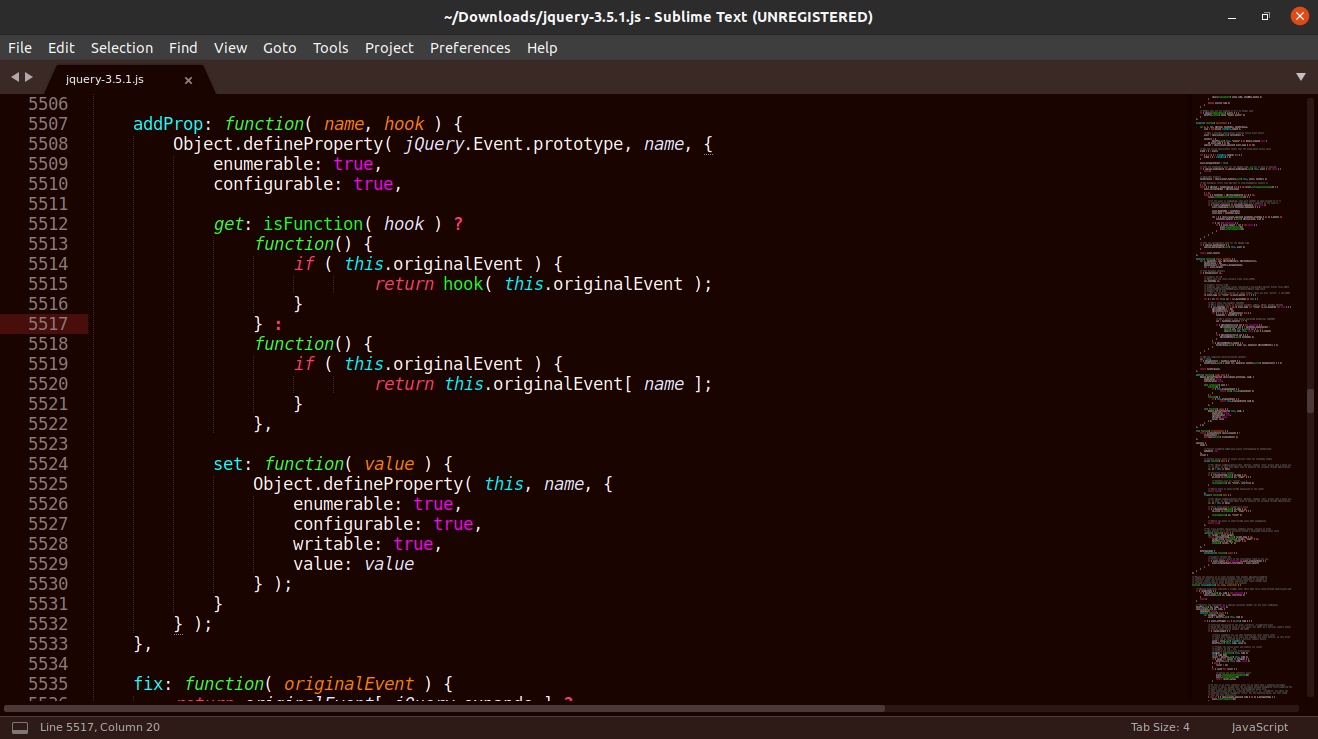 ~/Downloads/jquery-3.5.1.js - Sublime Text (UNREGISTERED)
File Edit Selection Find View Goto Tools Project Preferences Help
jquery-3.5.1.js
5506
5507 addProp: function( name, hook ) {
5508 Object.defineProperty( jQuery.Event.prototype, name, {
5509 enumerable: true,
5510 configurable: true,
5511
5512 get: isFunction( hook ) ?
5513 function() {
5514 if ( this.originalEvent ) {
5515 return hook( this.originalEvent );
5516 }
5517 } :
5518 function() {
5519 if ( this.originalEvent ) {
5520 return this.originalEvent[ name ];
5521 }
5522 },
5523
5524 set: function( value ) {
5525 Object.defineProperty( this, name, {
5526 enumerable: true,
5527 configurable: true,
5528 writable: true,
5529 value: value
5530 } );
5531 }
5532 } );
5533 },
5534
5535 fix: function( originalEvent ) {
5536 return originalEvent[ jQuery.expando ] ?
Line 5517, Column 20
Tab Size: 4
JavaScript